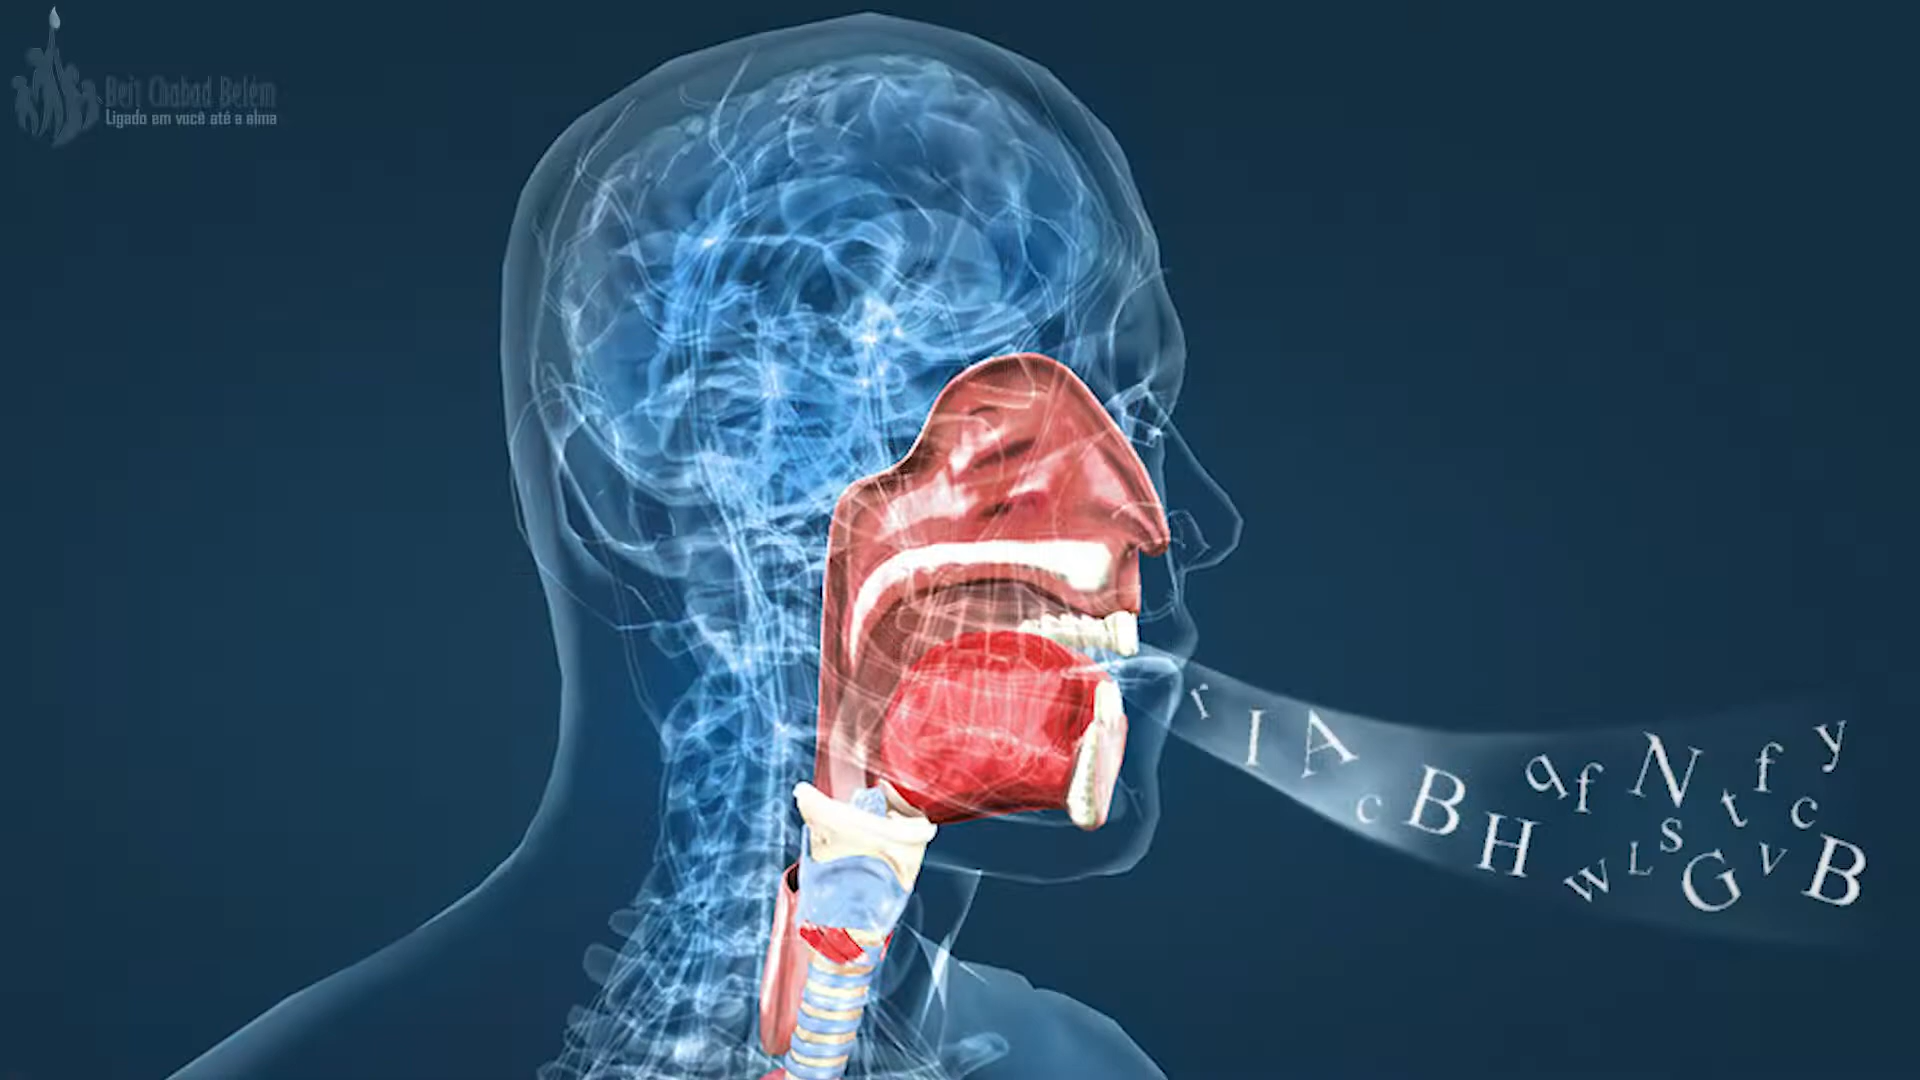 Beit Chabad Belém
Ligado em você até a alma
r I A c B H q f N t f c y
w L s G v B